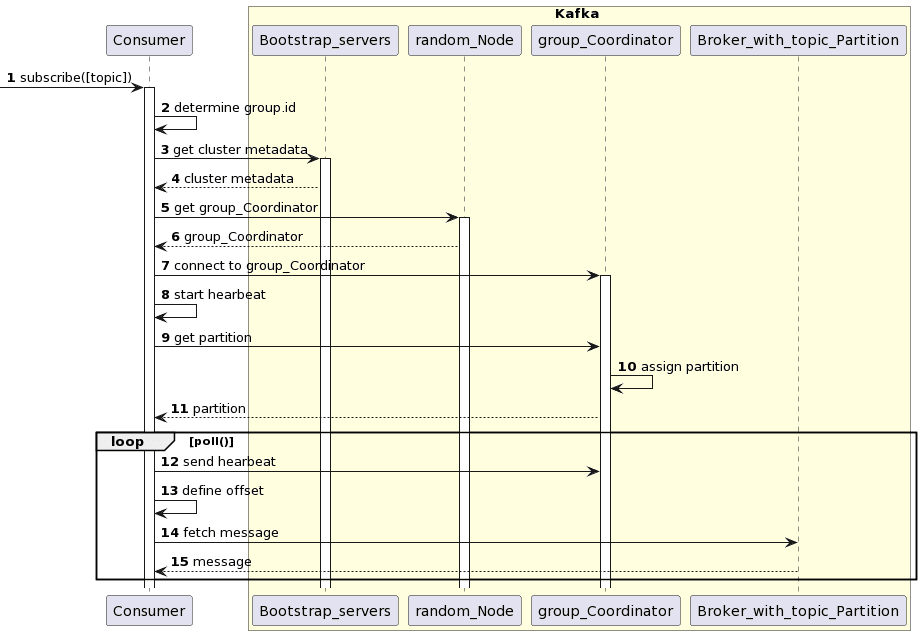 Kafka
Consumer Bootstrap_servers random_Node group_Coordinator Broker_with_topic_Partition
1 subscribe([topic])
2 determine group.id
3 get cluster metadata
4 cluster metadata
5 get group_Coordinator
6 group_Coordinator
7 connect to group_Coordinator
8 start hearbeat
9 get partition
10 assign partition
11 partition
loop [poll()]
12 send hearbeat
13 define offset
14 fetch message
15 message
Consumer Bootstrap_servers random_Node group_Coordinator Broker_with_topic_Partition